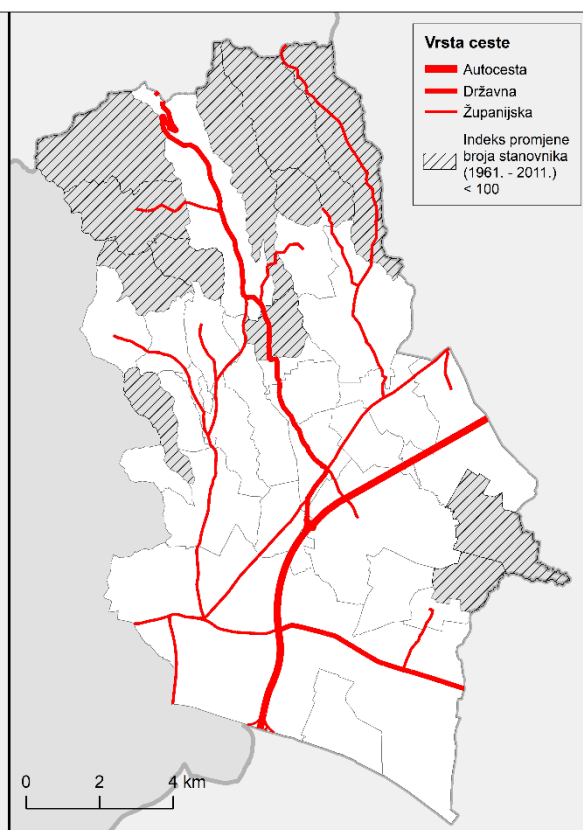 Vrsta ceste
Autocesta
Državna
Županijska
Indeks promjene
broja stanovnika
(1961. - 2011.)
< 100
0 2 4 km